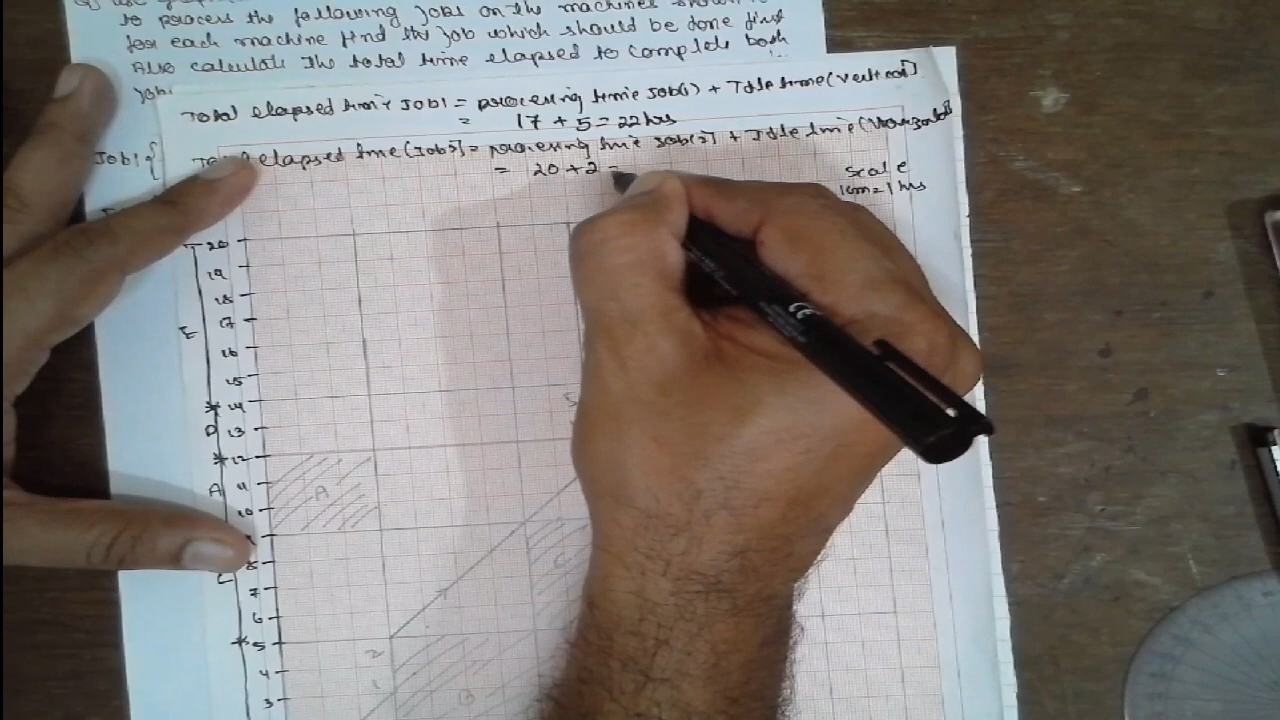 to process the following jobs on the machines shown
for each machine find the job which should be done first
Also calculate The total time elapsed to complete both
job.
Total elapsed time Job1 = processing time Job(1) + Idle time (vertical)
= 17 + 5 = 22 hrs
Job1 {
elapsed time (Job2) = processing time Job(2) + Idle time (Horizontal)
= 20 + 2 =
scale
1cm = 1 hrs
20
19
18
17
E
16
15
14
D
13
12
A
11
A
10
8
C
C
7
6
5
2
4
1
B
3